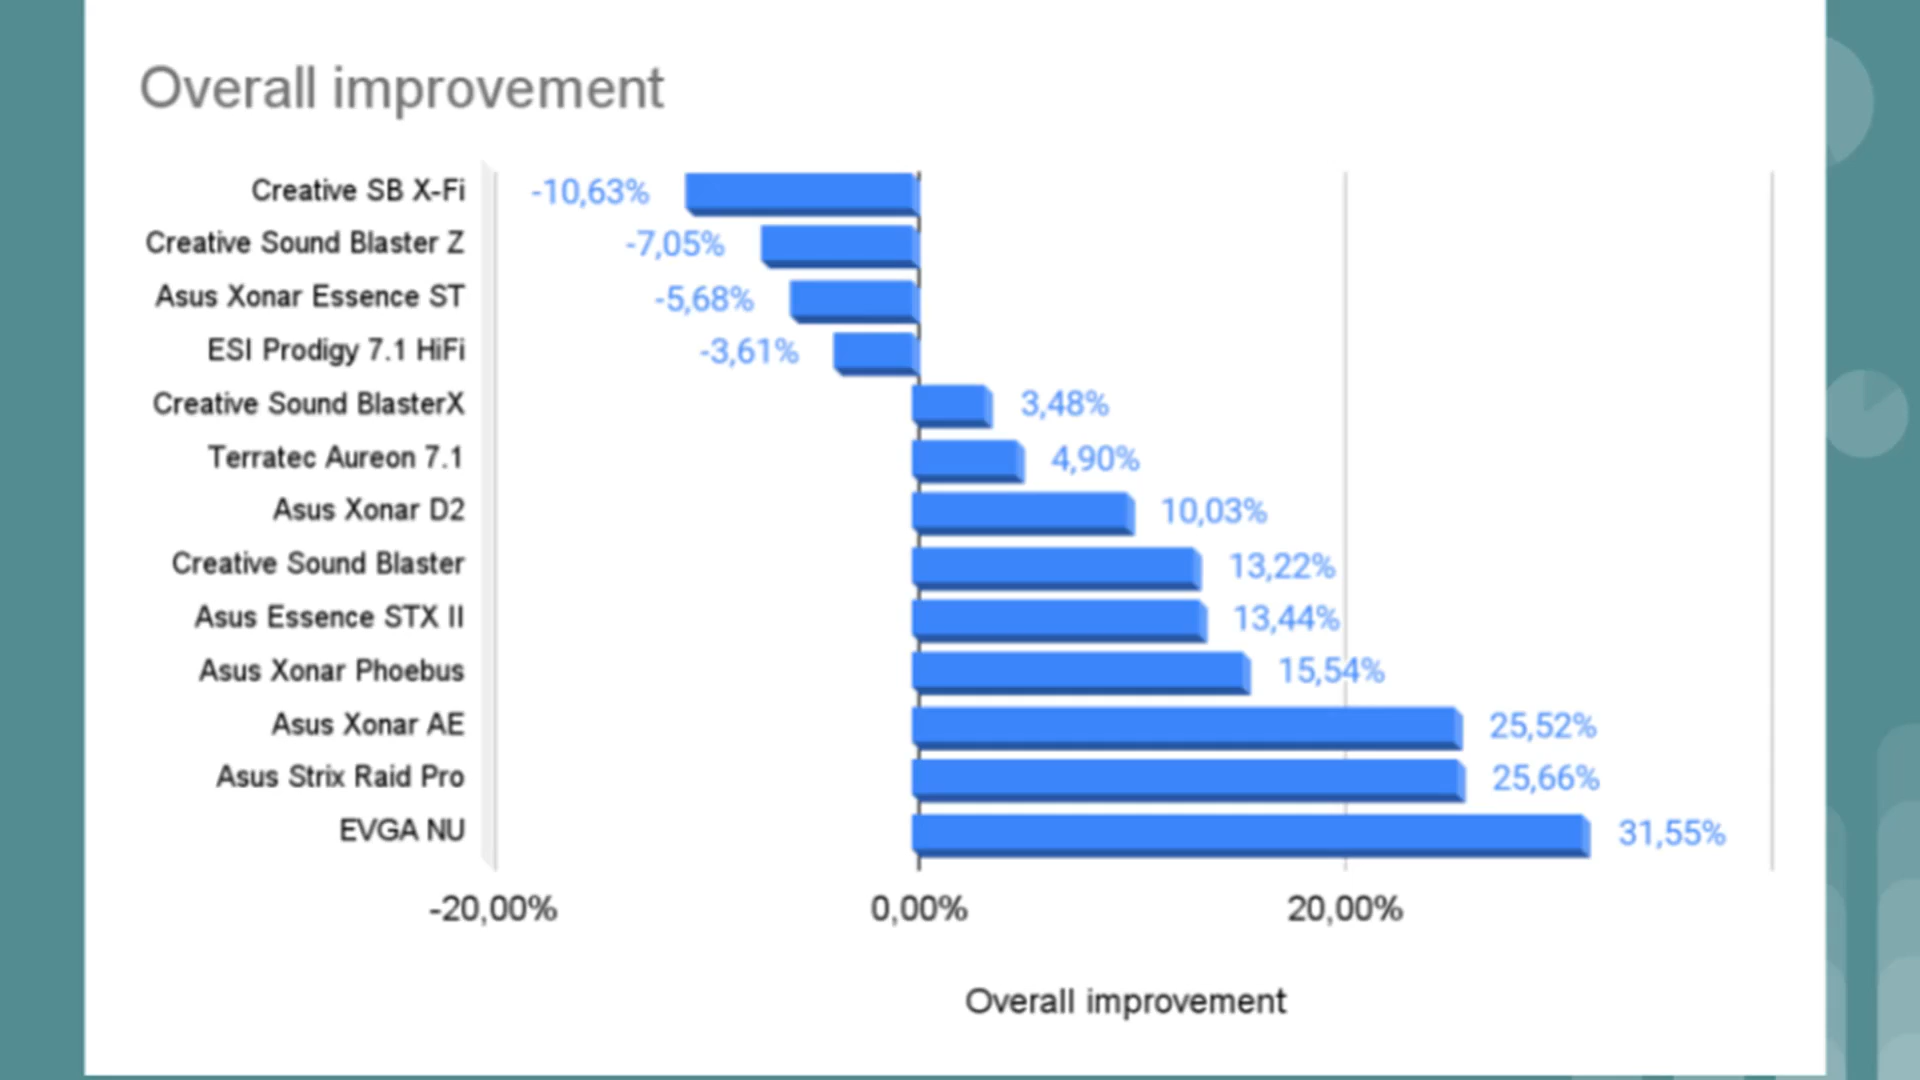 Overall improvement
Creative SB X-Fi -10,63%
Creative Sound Blaster Z -7,05%
Asus Xonar Essence ST -5,68%
ESI Prodigy 7.1 HiFi -3,61%
Creative Sound BlasterX 3,48%
Terratec Aureon 7.1 4,90%
Asus Xonar D2 10,03%
Creative Sound Blaster 13,22%
Asus Essence STX II 13,44%
Asus Xonar Phoebus 15,54%
Asus Xonar AE 25,52%
Asus Strix Raid Pro 25,66%
EVGA NU 31,55%
-20,00% 0,00% 20,00%
Overall improvement